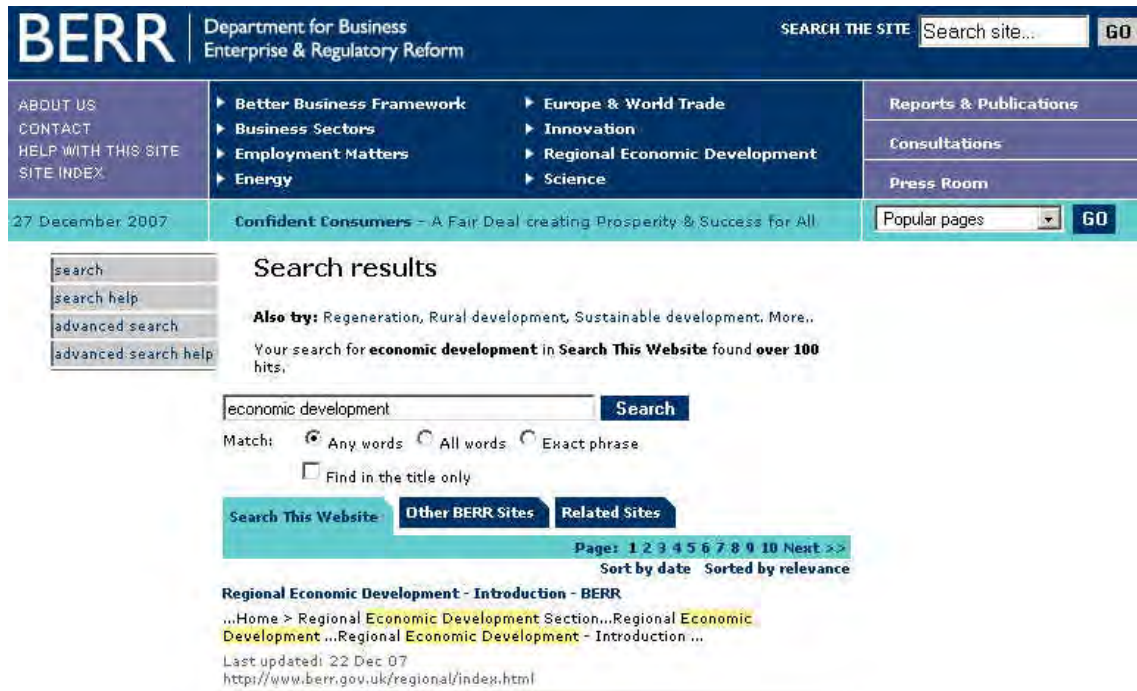 BERR
Department for Business
Enterprise & Regulatory Reform
SEARCH THE SITE Search site... GO
ABOUT US
CONTACT
HELP WITH THIS SITE
SITE INDEX
Better Business Framework
Business Sectors
Employment Matters
Energy
Europe & World Trade
Innovation
Regional Economic Development
Science
Reports & Publications
Consultations
Press Room
27 December 2007
Confident Consumers - A Fair Deal creating Prosperity & Success for All
Popular pages GO
search
search help
advanced search
advanced search help
Search results
Also try: Regeneration, Rural development, Sustainable development. More..
Your search for economic development in Search This Website found over 100
hits.
economic development Search
Match: Any words All words Exact phrase
Find in the title only
Search This Website Other BERR Sites Related Sites
Page: 1 2 3 4 5 6 7 8 9 10 Next >>
Sort by date Sorted by relevance
Regional Economic Development - Introduction - BERR
...Home > Regional Economic Development Section...Regional Economic
Development ...Regional Economic Development - Introduction ...
Last updated: 22 Dec 07
http://www.berr.gov.uk/regional/index.html